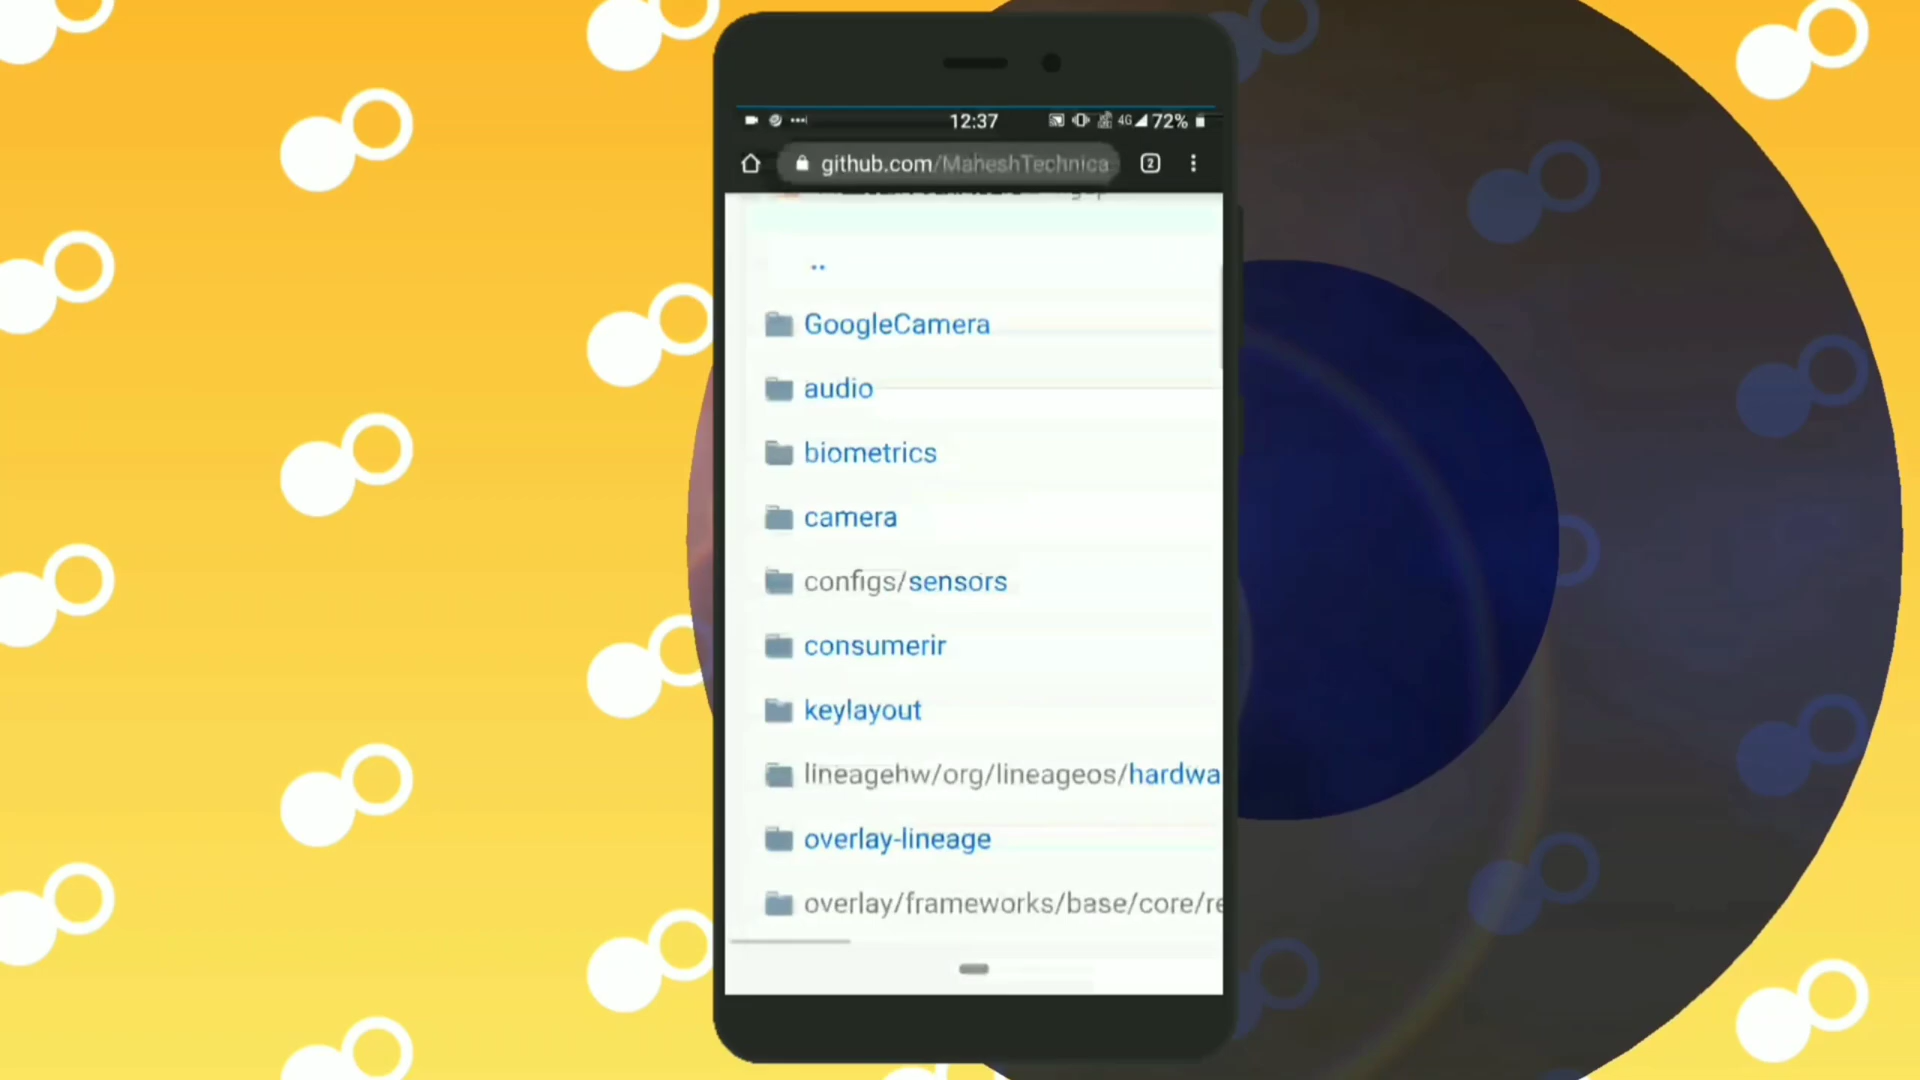 12:37 4G 72%
github.com/MaheshTechnica 2
..
GoogleCamera
audio
biometrics
camera
configs/sensors
consumerir
keylayout
lineagehw/org/lineageos/hardwa
overlay-lineage
overlay/frameworks/base/core/re